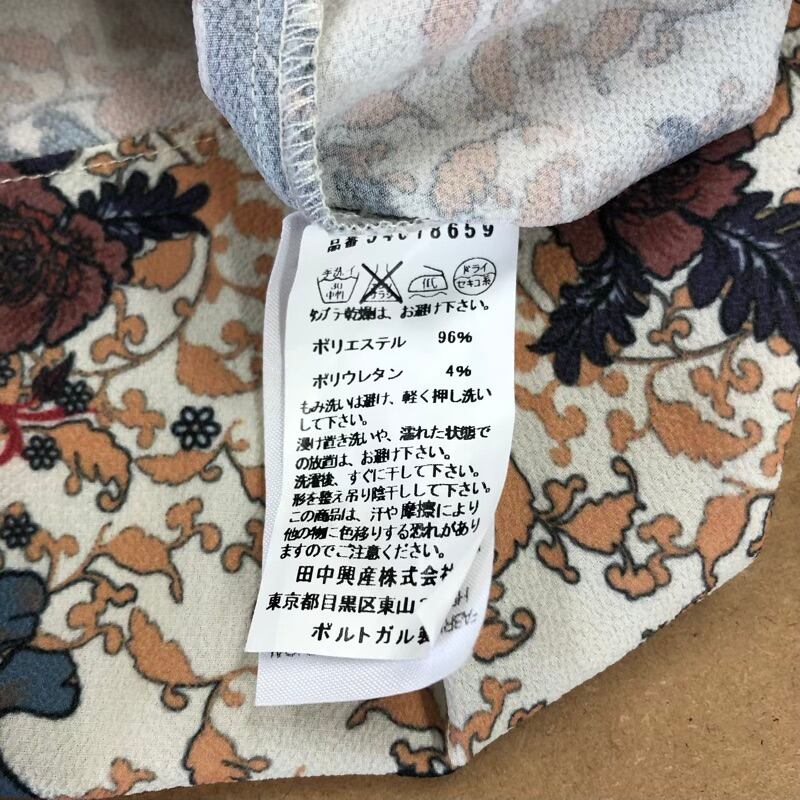 品番 54018659
手洗イ 30 中性 エンソ サラシ 低 ドライ セキユ系
タンブラ乾燥は、お避け下さい。
ポリエステル 96%
ポリウレタン 4%
もみ洗いは避け、軽く押し洗い
して下さい。
浸け置き洗いや、濡れた状態で
の放置は、お避け下さい。
洗濯後、すぐに干して下さい。
形を整え吊り陰干しして下さい。
この商品は、汗や摩擦により
他の物に色移りする恐れがあり
ますのでご注意ください。
田中興産株式会社
東京都目黒区東山
ポルトガル製